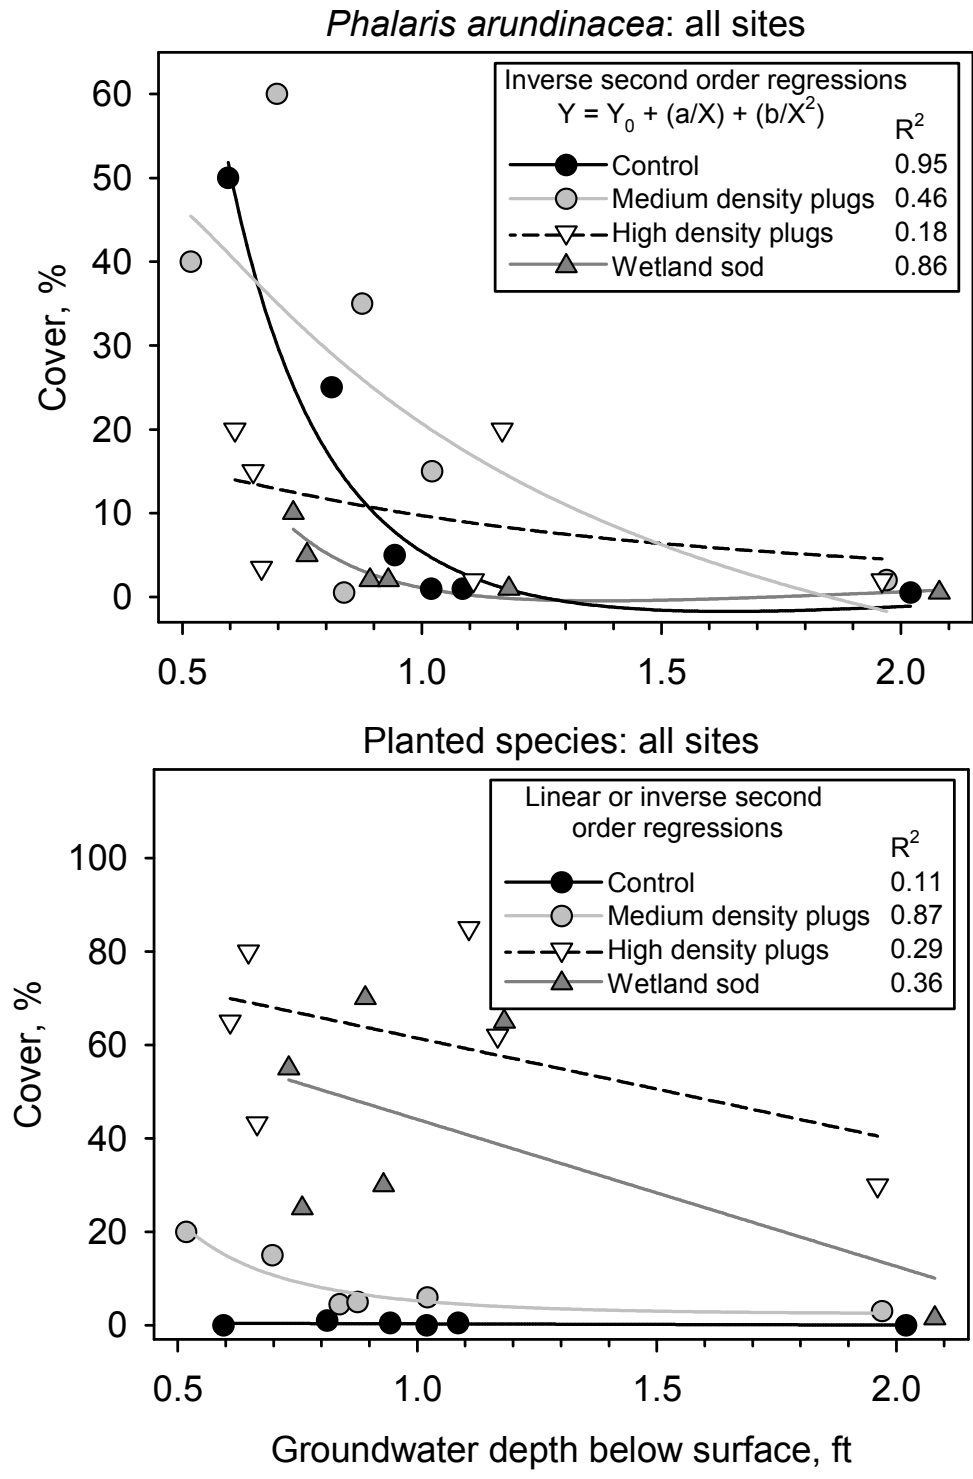 Phalaris arundinacea: all sites
Inverse second order regressions
Y = Y₀ + (a/X) + (b/X²)
R²
Control 0.95
Medium density plugs 0.46
High density plugs 0.18
Wetland sod 0.86
Cover, %
60
50
40
30
20
10
0
0.5 1.0 1.5 2.0
Planted species: all sites
Linear or inverse second
order regressions
R²
Control 0.11
Medium density plugs 0.87
High density plugs 0.29
Wetland sod 0.36
Cover, %
100
80
60
40
20
0
0.5 1.0 1.5 2.0
Groundwater depth below surface, ft